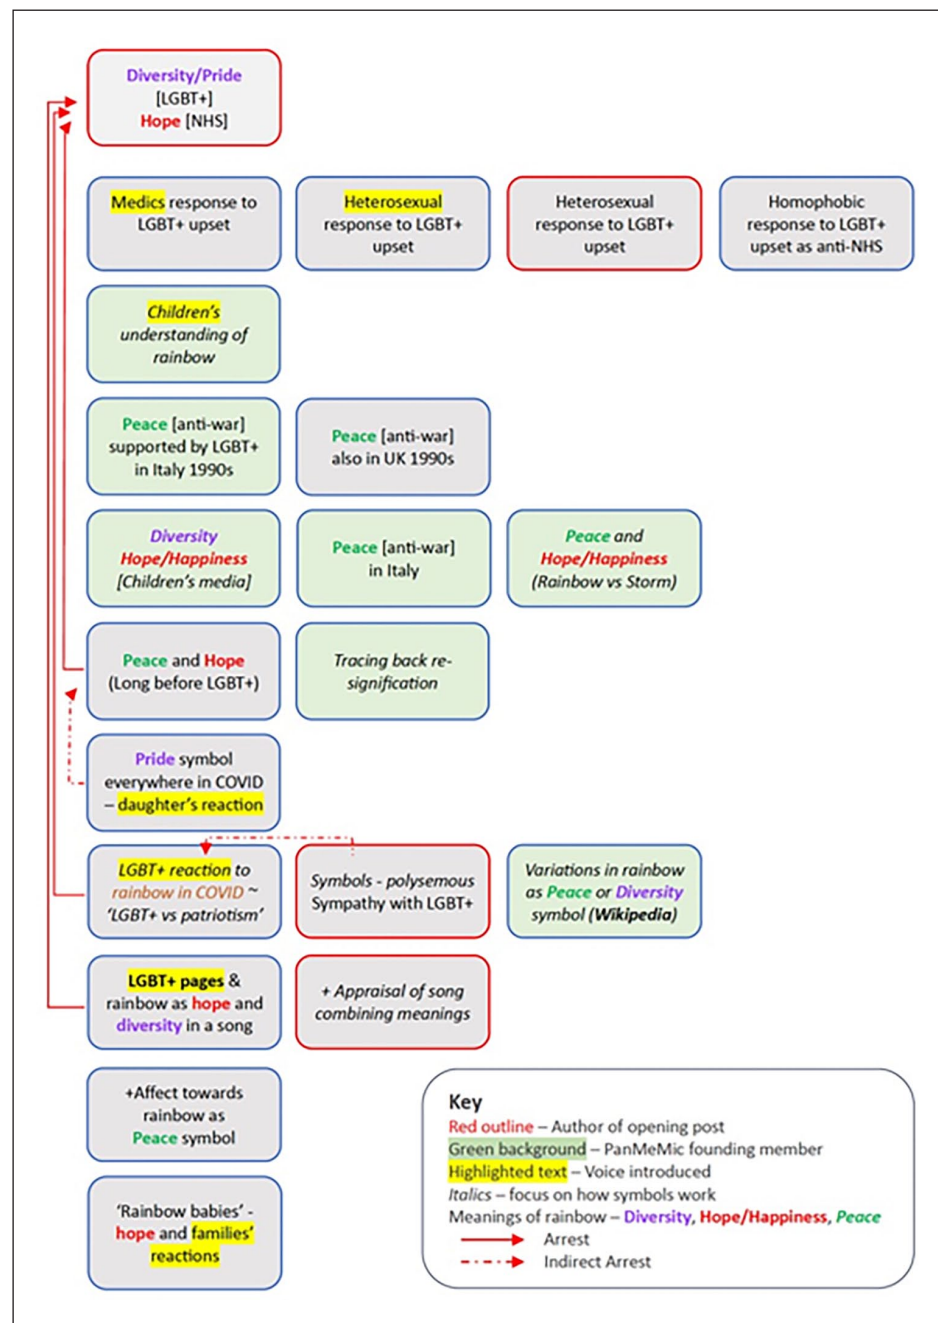 Diversity/Pride
[LGBT+]
Hope [NHS]
Medics response to
LGBT+ upset
Heterosexual
response to LGBT+
upset
Heterosexual
response to LGBT+
upset
Homophobic
response to LGBT+
upset as anti-NHS
Children's
understanding of
rainbow
Peace [anti-war]
supported by LGBT+
in Italy 1990s
Peace [anti-war]
also in UK 1990s
Diversity
Hope/Happiness
[Children's media]
Peace [anti-war]
in Italy
Peace and
Hope/Happiness
(Rainbow vs Storm)
Peace and Hope
(Long before LGBT+)
Tracing back re-
signification
Pride symbol
everywhere in COVID
– daughter's reaction
LGBT+ reaction to
rainbow in COVID ~
'LGBT+ vs patriotism'
Symbols - polysemous
Sympathy with LGBT+
Variations in rainbow
as Peace or Diversity
symbol (Wikipedia)
LGBT+ pages &
rainbow as hope and
diversity in a song
+ Appraisal of song
combining meanings
+Affect towards
rainbow as
Peace symbol
'Rainbow babies' -
hope and families'
reactions
Key
Red outline – Author of opening post
Green background – PanMeMic founding member
Highlighted text – Voice introduced
Italics – focus on how symbols work
Meanings of rainbow – Diversity, Hope/Happiness, Peace
Arrest
Indirect Arrest